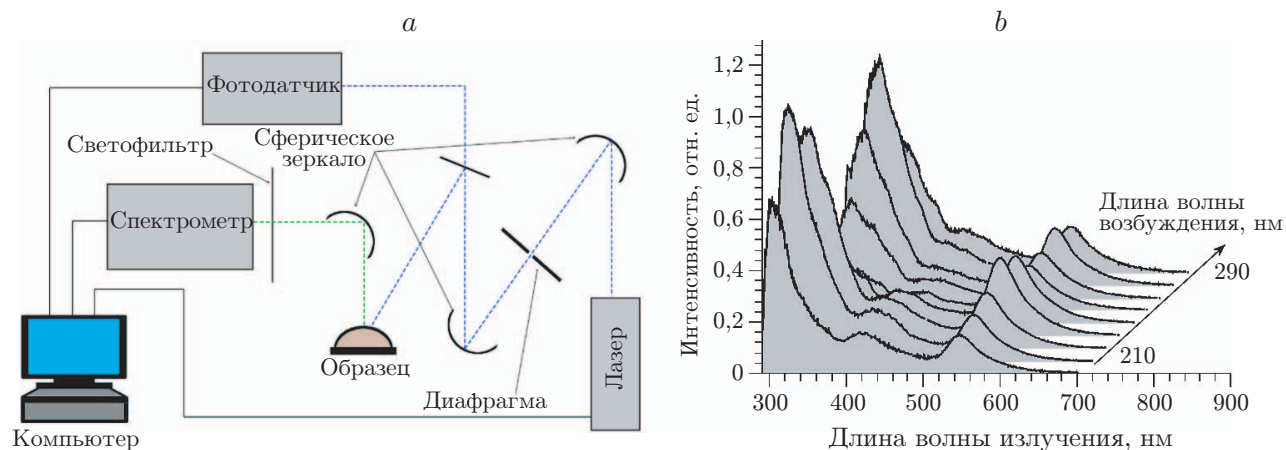 a
Фотодатчик
Сферическое
зеркало
Светофильтр
Спектрометр
Образец
Диафрагма
Лазер
Компьютер
b
Интенсивность, отн. ед.
1,2
1,0
0,8
0,6
0,4
0,2
0
300 400 500 600 700 800 900
Длина волны излучения, нм
Длина волны
возбуждения, нм
290
210